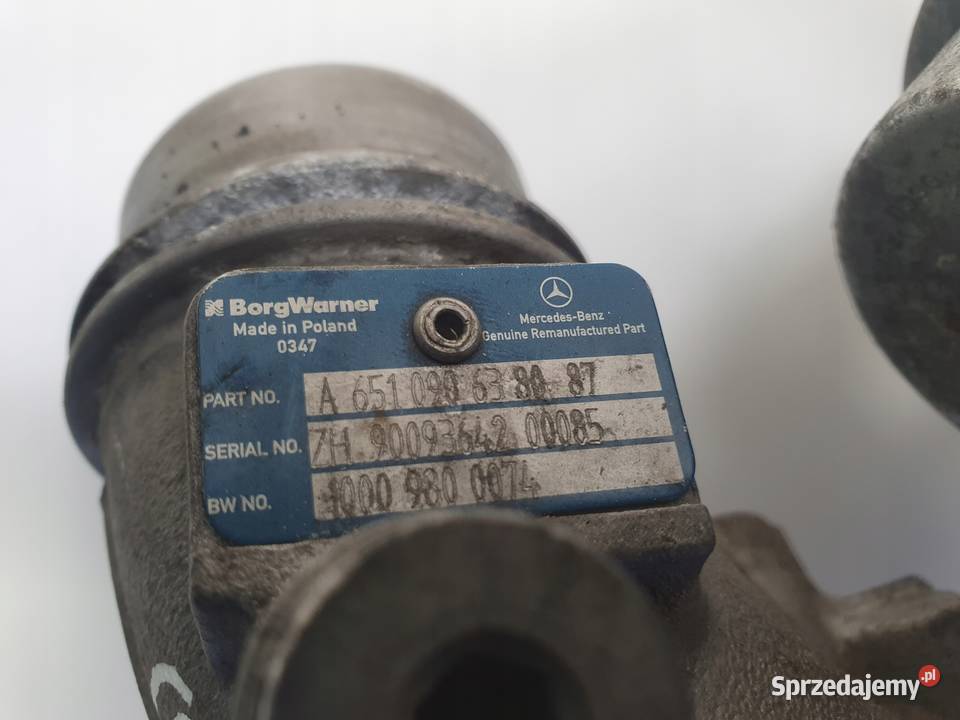 BorgWarner
Made in Poland
0347
Mercedes-Benz
Genuine Remanufactured Part
PART NO. A 651 090 63 80 87
SERIAL NO. ZH 90093642 00085
BW NO. 1000 980 0074
Sprzedajemy.pl